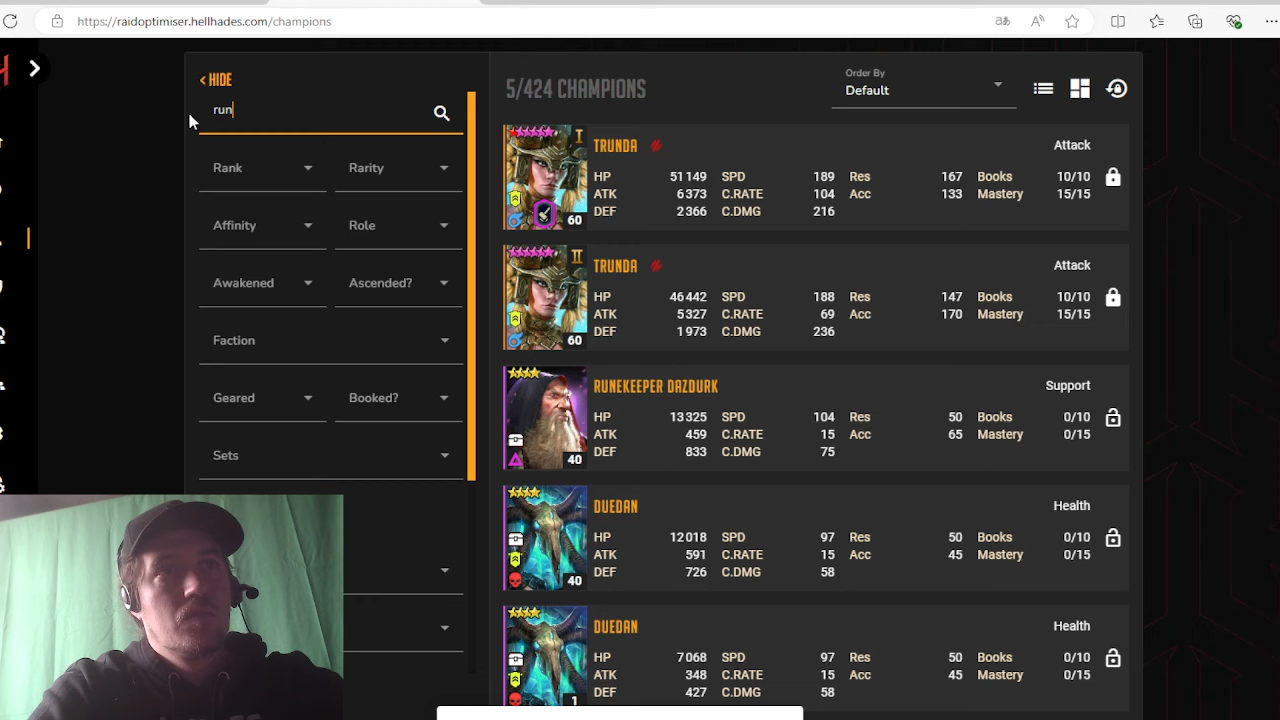 https://raidoptimiser.hellhades.com/champions
< HIDE
run
Rank Rarity
Affinity Role
Awakened Ascended?
Faction
Geared Booked?
Sets
5/424 CHAMPIONS
Order By
Default
I
60
TRUNDA Attack
HP 51 149 SPD 189 Res 167 Books 10/10
ATK 6 373 C.RATE 104 Acc 133 Mastery 15/15
DEF 2 366 C.DMG 216
II
60
TRUNDA Attack
HP 46 442 SPD 188 Res 147 Books 10/10
ATK 5 327 C.RATE 69 Acc 170 Mastery 15/15
DEF 1 973 C.DMG 236
40
RUNEKEEPER DAZDURK Support
HP 13 325 SPD 104 Res 50 Books 0/10
ATK 459 C.RATE 15 Acc 65 Mastery 0/15
DEF 833 C.DMG 75
40
DUEDAN Health
HP 12 018 SPD 97 Res 50 Books 0/10
ATK 591 C.RATE 15 Acc 45 Mastery 0/15
DEF 726 C.DMG 58
1
DUEDAN Health
HP 7 068 SPD 97 Res 50 Books 0/10
ATK 348 C.RATE 15 Acc 45 Mastery 0/15
DEF 427 C.DMG 58